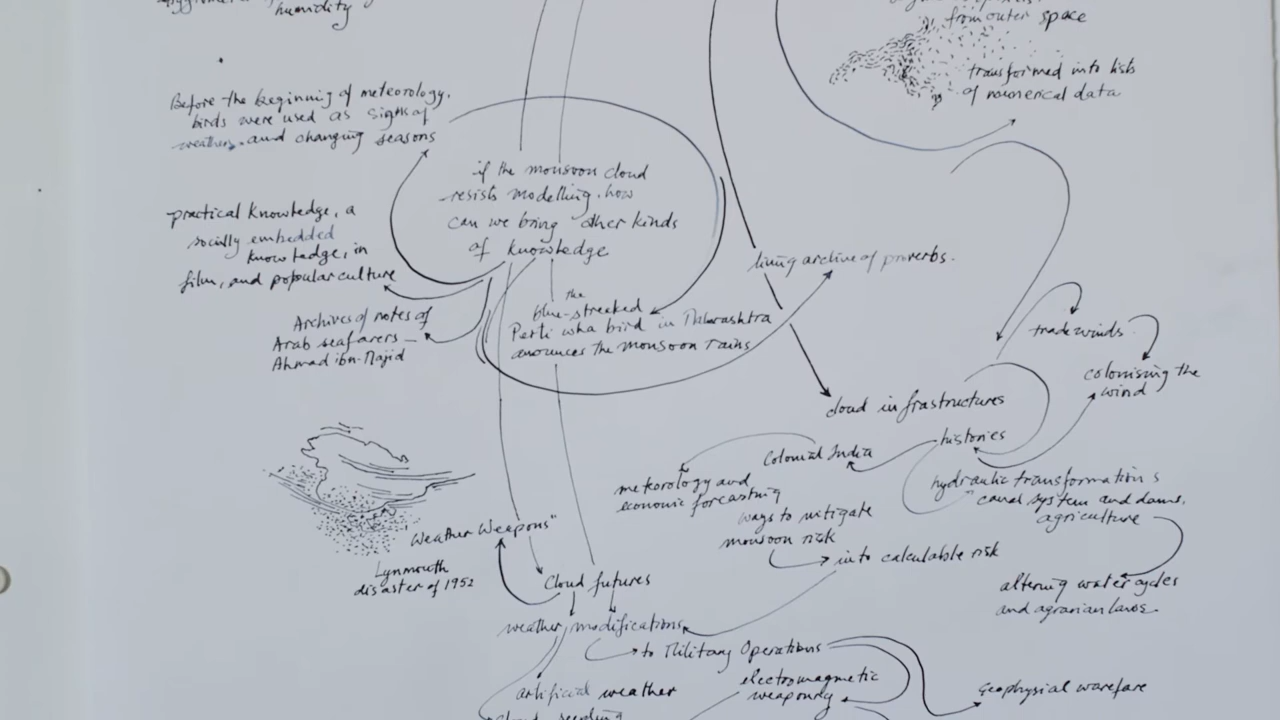 humidity
from outer space
transformed into lists
of numerical data
Before the beginning of meteorology,
birds were used as signs of
weather, and changing seasons
if the monsoon cloud
resists modelling, how
can we bring other kinds
of knowledge
practical knowledge, a
socially embedded
knowledge, in
film, and popular culture
living archive of proverbs.
Archives of notes of
Arab seafarers –
Ahmad ibn-Majid
the
blue-streaked
bird in Maharashtra
anounces the monsoon rains
trade winds
colonising the
wind
cloud infrastructures
histories
Colonial India
meteorology and
economic forecasting
hydraulic transformations
canal system and dams,
agriculture
ways to mitigate
monsoon risk
into calculable risk
altering water cycles
and agrarian laws.
Weather Weapons"
Lynmouth
disaster of 1952
Cloud futures
weather modifications
to Military Operations
electromagnetic
weaponry
Geophysial warefare
artificial weather
cloud seeding